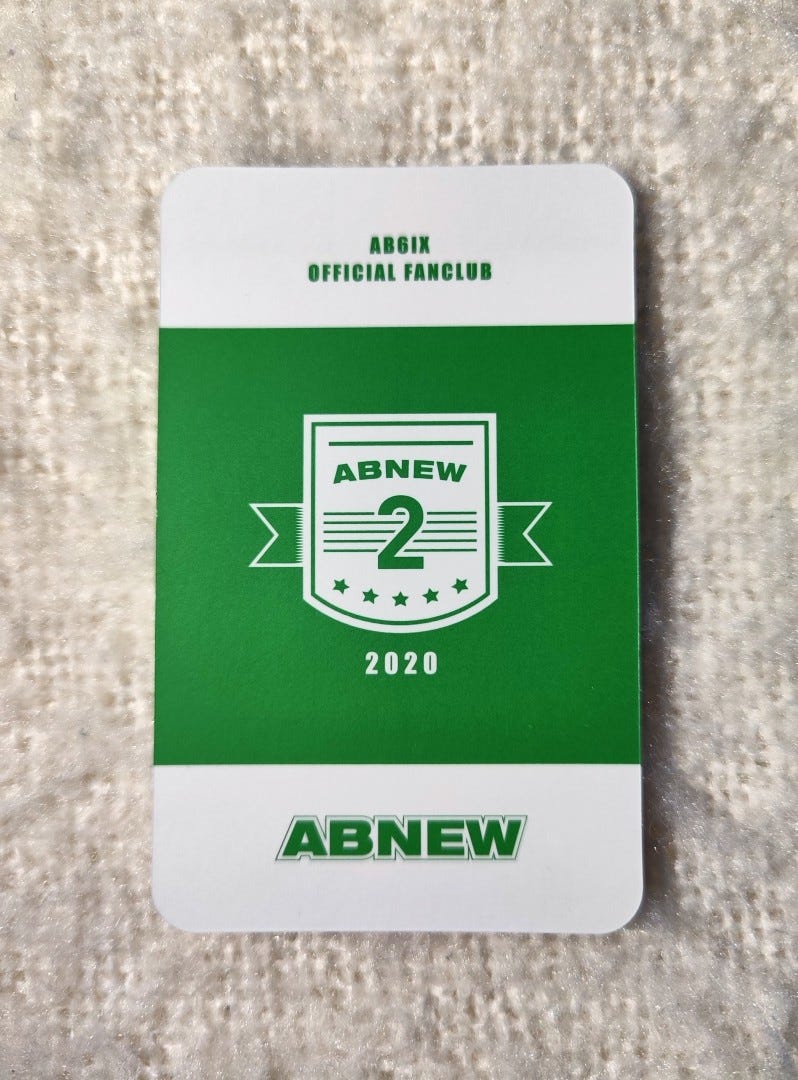 AB6IX
OFFICIAL FANCLUB
ABNEW
2
2020
ABNEW